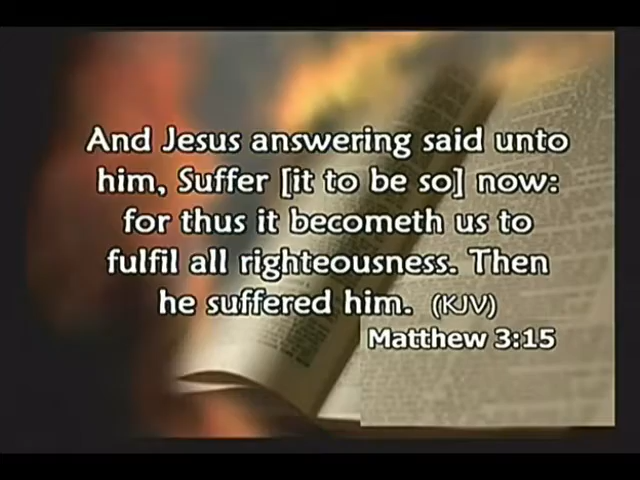 And Jesus answering said unto
him, Suffer [it to be so] now:
for thus it becometh us to
fulfil all righteousness. Then
he suffered him. (KJV)
Matthew 3:15